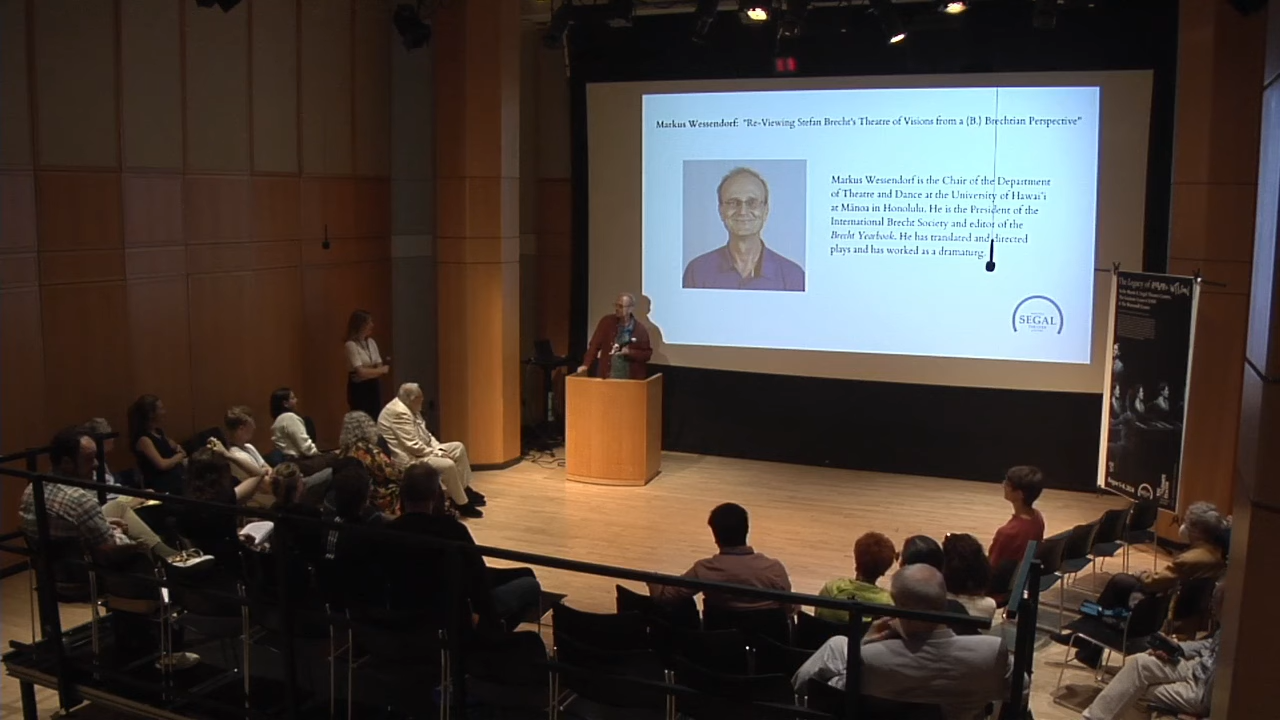 Markus Wessendorf: "Re-Viewing Stefan Brecht's Theatre of Visions from a (B.) Brechtian Perspective"
Markus Wessendorf is the Chair of the Department
of Theatre and Dance at the University of Hawai'i
at Mānoa in Honolulu. He is the President of the
International Brecht Society and editor of the
Brecht Yearbook. He has translated and directed
plays and has worked as a dramaturg.
SEGAL
The Legacy of